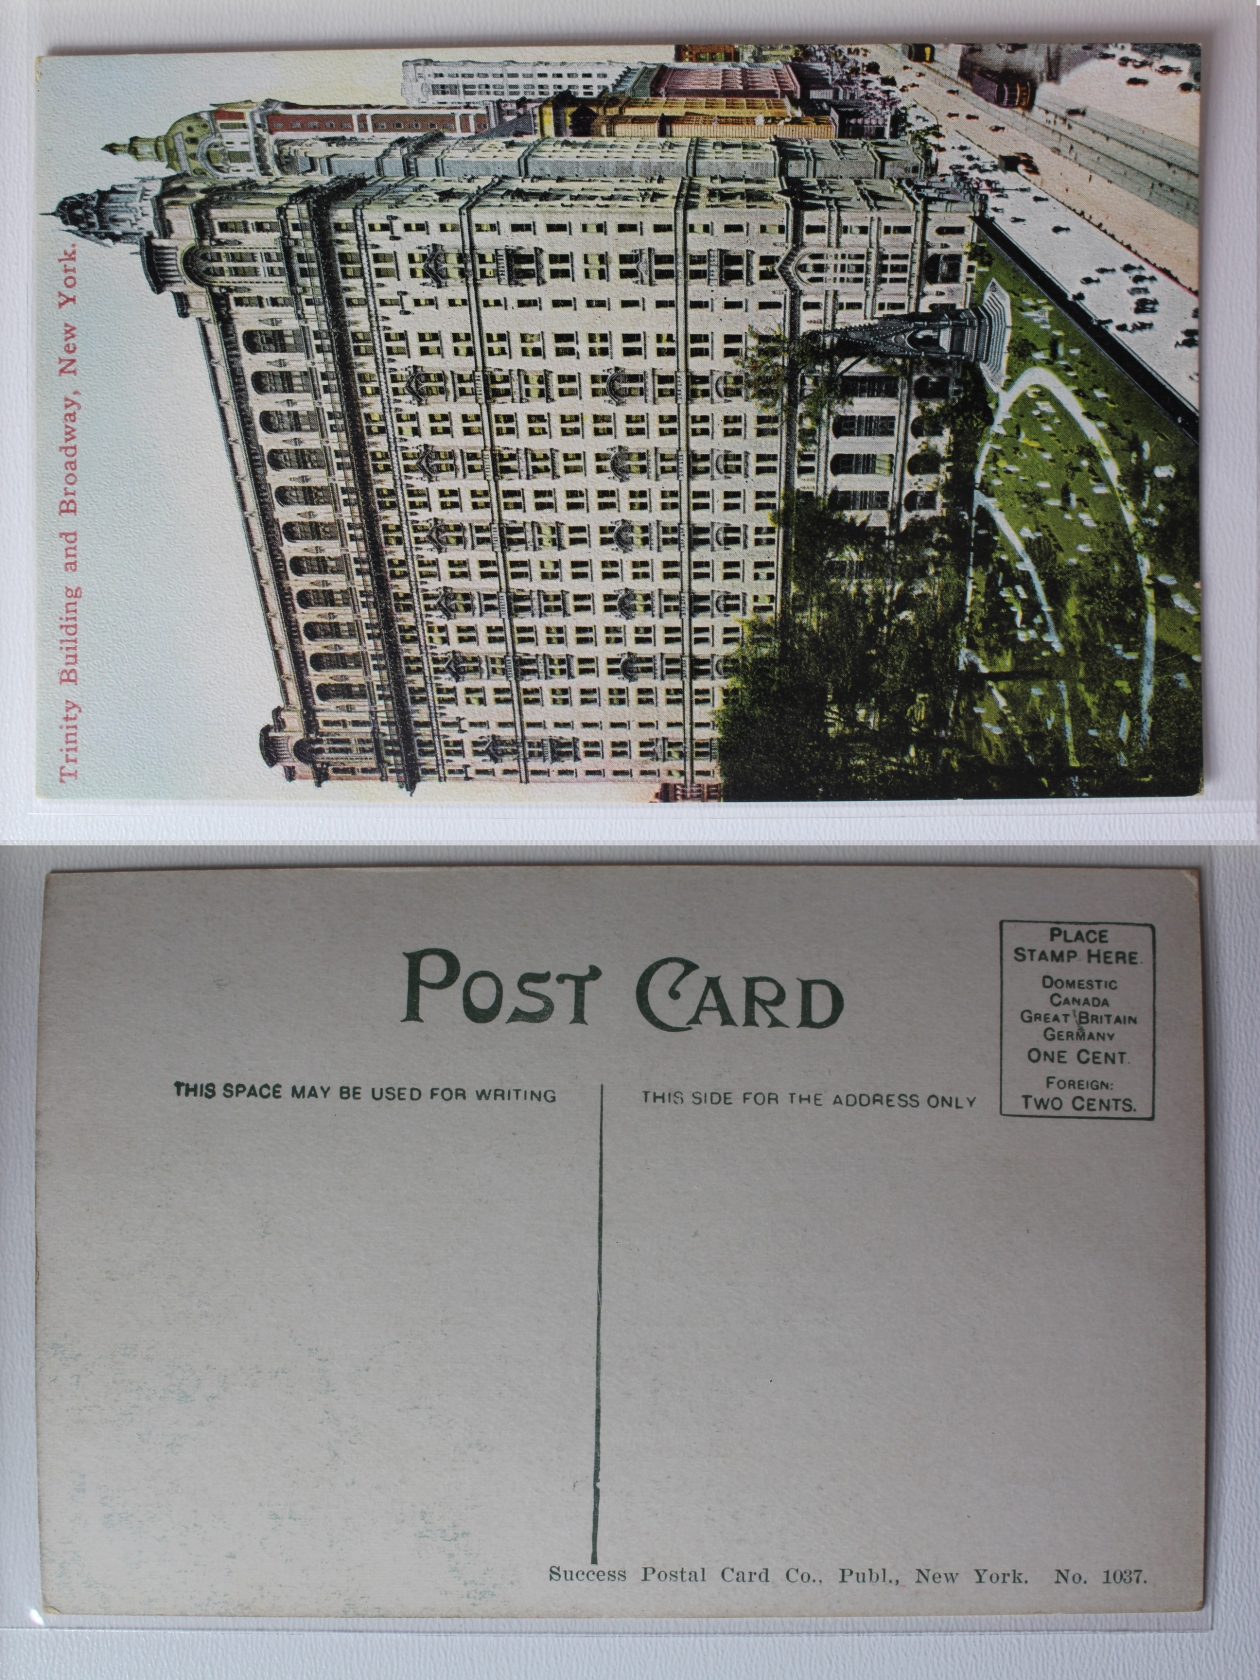 Trinity Building and Broadway, New York.
POST CARD
PLACE
STAMP HERE.
DOMESTIC
CANADA
GREAT BRITAIN
GERMANY
ONE CENT.
FOREIGN:
TWO CENTS.
THIS SPACE MAY BE USED FOR WRITING
THIS SIDE FOR THE ADDRESS ONLY
Success Postal Card Co., Publ., New York. No. 1037.